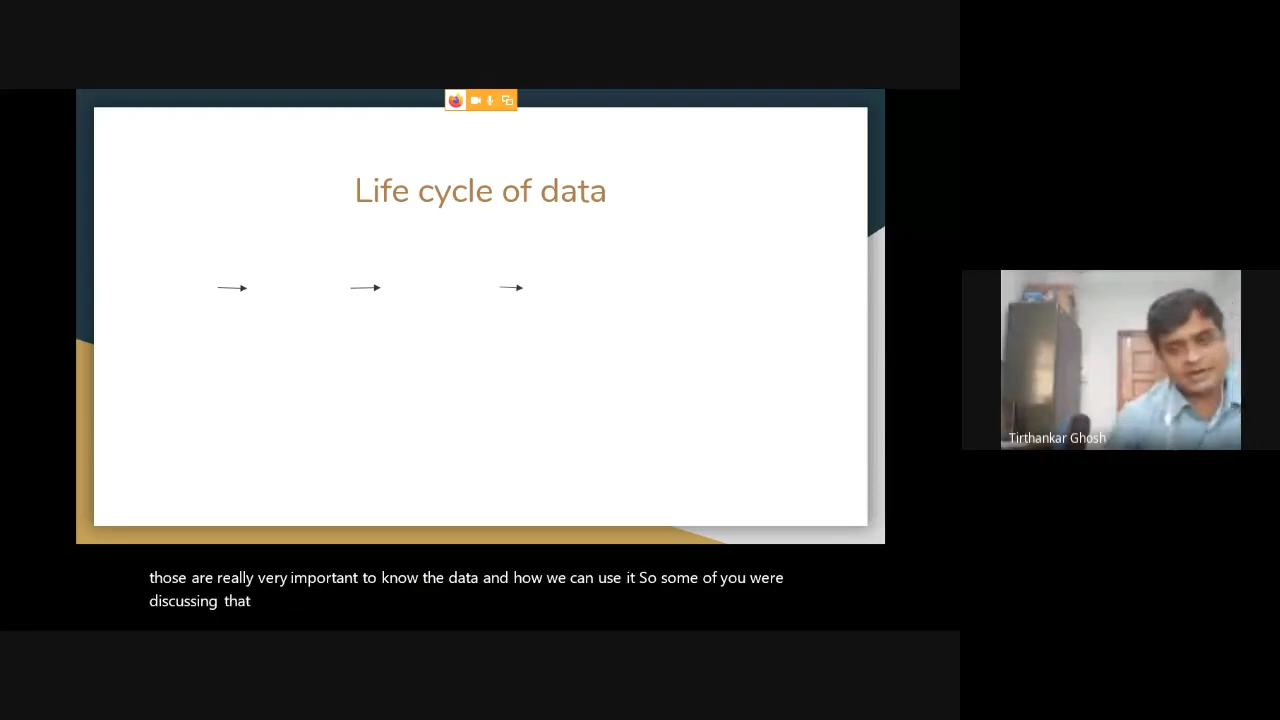 Life cycle of data
Tirthankar Ghosh
those are really very important to know the data and how we can use it So some of you were
discussing that